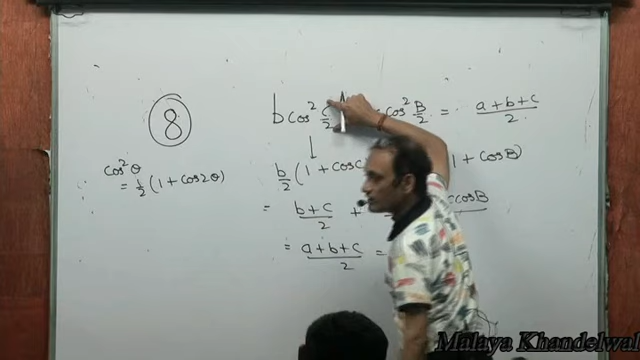 8
b cos² C/2 cos² B/2 = a+b+c/2
cos²θ
= 1/2 (1 + cos2θ)
b/2 (1 + cosC 1 + cosB)
= b+c/2 + cosB
= a+b+c/2 =
Malaya Khandelwal